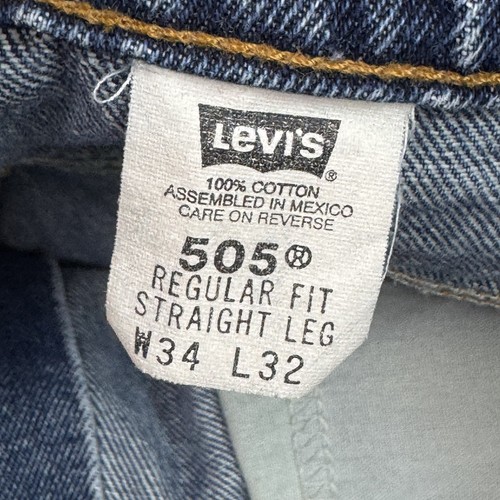 Levi's
®
100% COTTON
ASSEMBLED IN MEXICO
CARE ON REVERSE
505®
REGULAR FIT
STRAIGHT LEG
W34 L32